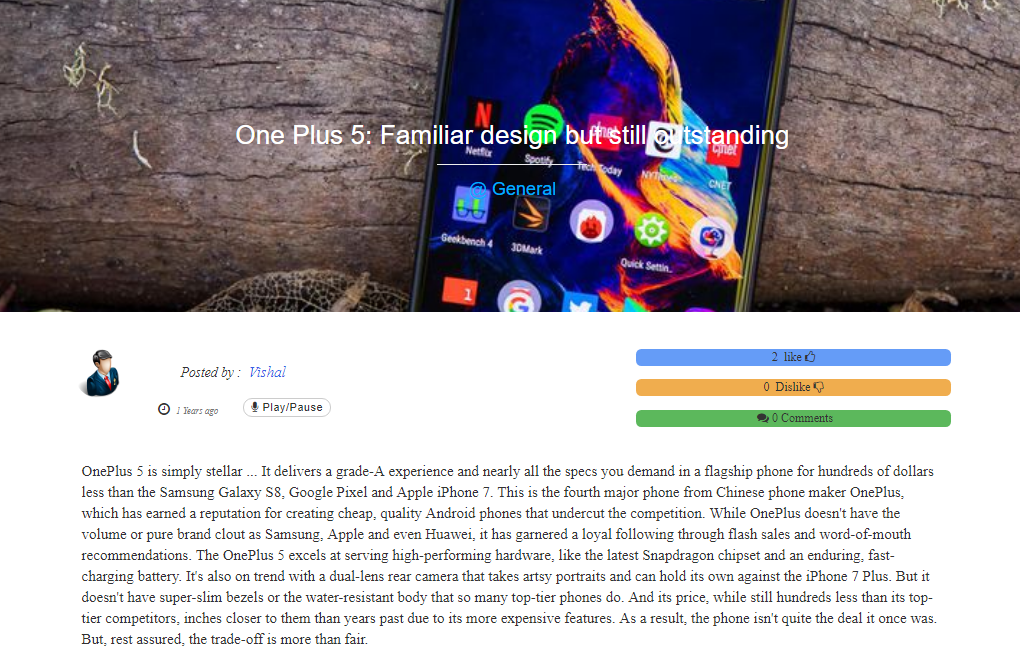 One Plus 5: Familiar design but still outstanding
@ General
Netflix
Spotify
Tech Today
NYTimes
CNET
cnet
cnet
Geekbench 4
3DMark
Quick Settin..
1
Posted by : Vishal
1 Years ago
Play/Pause
2 like
0 Dislike
0 Comments
OnePlus 5 is simply stellar ... It delivers a grade-A experience and nearly all the specs you demand in a flagship phone for hundreds of dollars
less than the Samsung Galaxy S8, Google Pixel and Apple iPhone 7. This is the fourth major phone from Chinese phone maker OnePlus,
which has earned a reputation for creating cheap, quality Android phones that undercut the competition. While OnePlus doesn't have the
volume or pure brand clout as Samsung, Apple and even Huawei, it has garnered a loyal following through flash sales and word-of-mouth
recommendations. The OnePlus 5 excels at serving high-performing hardware, like the latest Snapdragon chipset and an enduring, fast-
charging battery. It's also on trend with a dual-lens rear camera that takes artsy portraits and can hold its own against the iPhone 7 Plus. But it
doesn't have super-slim bezels or the water-resistant body that so many top-tier phones do. And its price, while still hundreds less than its top-
tier competitors, inches closer to them than years past due to its more expensive features. As a result, the phone isn't quite the deal it once was.
But, rest assured, the trade-off is more than fair.